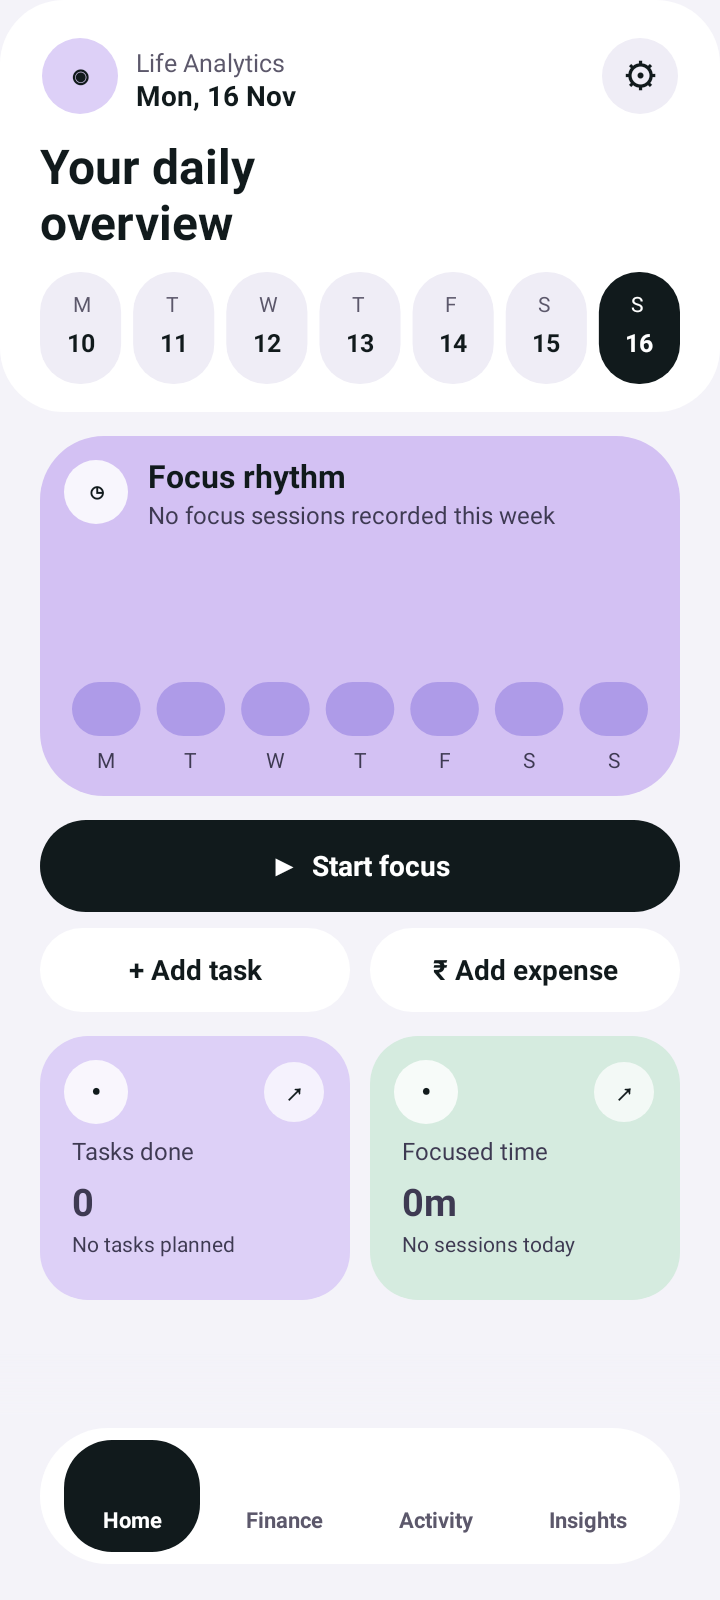 Life Analytics
Mon, 16 Nov
Your daily
overview
M T W T F S S
10 11 12 13 14 15 16
Focus rhythm
No focus sessions recorded this week
M T W T F S S
Start focus
+ Add task
₹ Add expense
Tasks done
0
No tasks planned
Focused time
0m
No sessions today
Home Finance Activity Insights